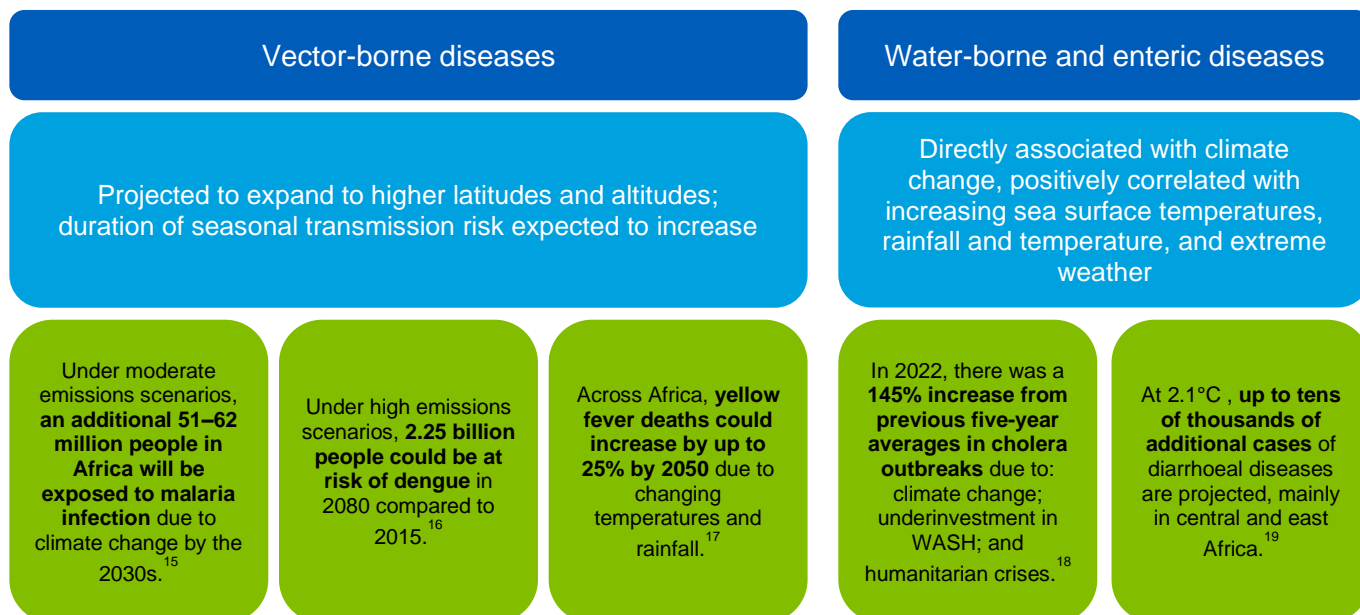 Vector-borne diseases
Water-borne and enteric diseases
Projected to expand to higher latitudes and altitudes;
duration of seasonal transmission risk expected to increase
Directly associated with climate
change, positively correlated with
increasing sea surface temperatures,
rainfall and temperature, and extreme
weather
Under moderate
emissions scenarios,
an additional 51–62
million people in
Africa will be
exposed to malaria
infection due to
climate change by the
2030s.15
Under high emissions
scenarios, 2.25 billion
people could be at
risk of dengue in
2080 compared to
2015.16
Across Africa, yellow
fever deaths could
increase by up to
25% by 2050 due to
changing
temperatures and
rainfall.17
In 2022, there was a
145% increase from
previous five-year
averages in cholera
outbreaks due to:
climate change;
underinvestment in
WASH; and
humanitarian crises.18
At 2.1°C , up to tens
of thousands of
additional cases of
diarrhoeal diseases
are projected, mainly
in central and east
Africa.19